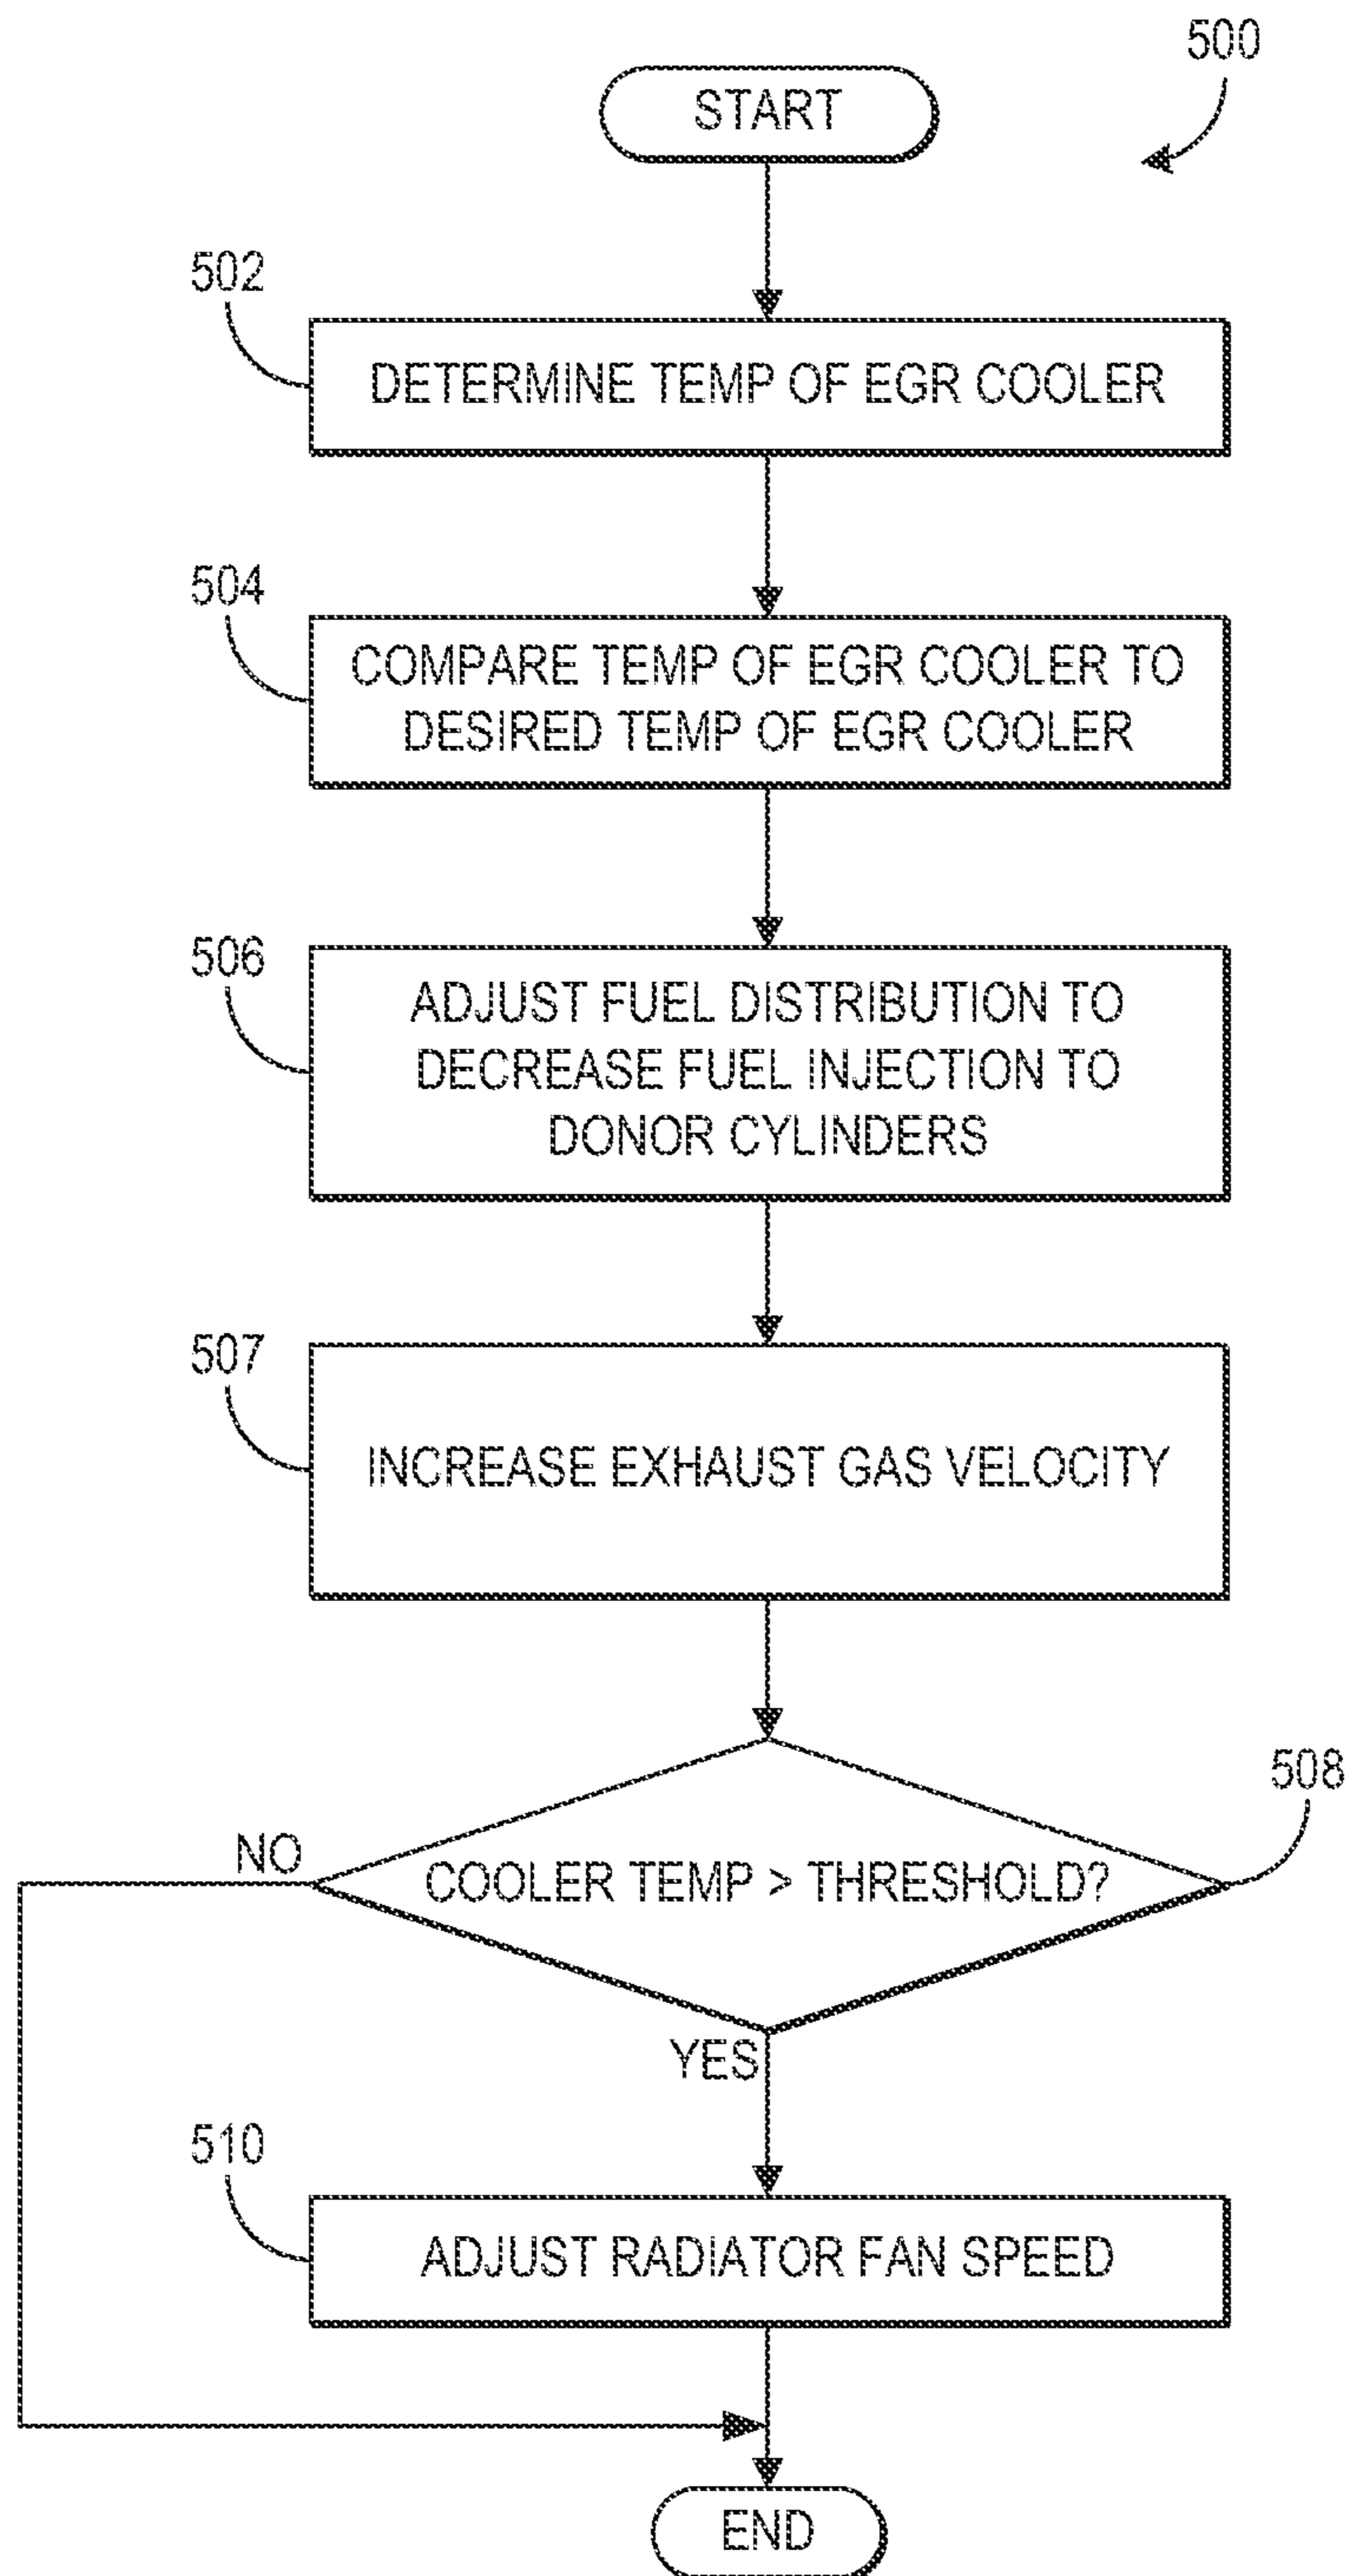 500
START
502
DETERMINE TEMP OF EGR COOLER
504
COMPARE TEMP OF EGR COOLER TO
DESIRED TEMP OF EGR COOLER
506
ADJUST FUEL DISTRIBUTION TO
DECREASE FUEL INJECTION TO
DONOR CYLINDERS
507
INCREASE EXHAUST GAS VELOCITY
508
NO
COOLER TEMP > THRESHOLD?
YES
510
ADJUST RADIATOR FAN SPEED
END